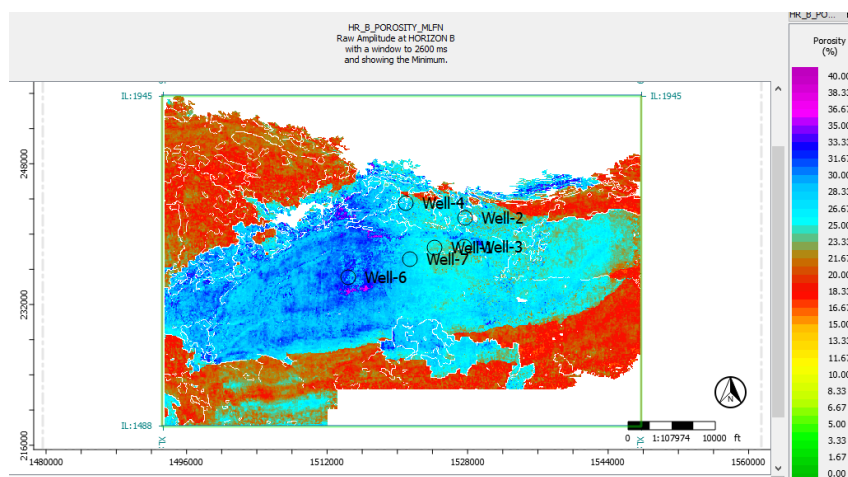 HR_B_POROSITY_MLFN
Raw Amplitude at HORIZON B
with a window to 2600 ms
and showing the Minimum.
HR_B_PO...
Porosity
(%)
40.00
38.33
36.67
35.00
33.33
31.67
30.00
28.33
26.67
25.00
23.33
21.67
20.00
18.33
16.67
15.00
13.33
11.67
10.00
8.33
6.67
5.00
3.33
1.67
0.00
IL:1945
IL:1945
248000
232000
216000
Well-4
Well-2
Well-3
Well-7
Well-6
IL:1488
N
0 1:107974 10000 ft
1480000 1496000 1512000 1528000 1544000 1560000